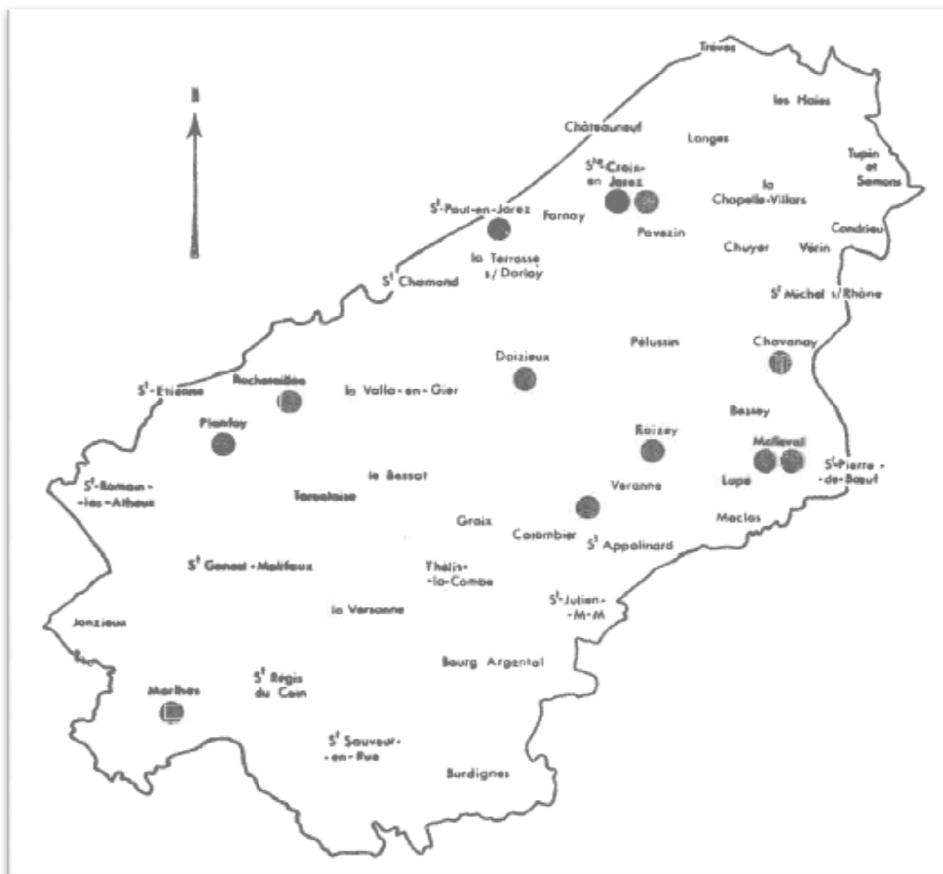 Trèves
les Haies
Châteauneuf
Longes
Tupin
et
Semons
Ste-Croix-
en Jarez
la
Chapelle-Villars
St-Paul-en-Jarez
Farnay
Pavezin
Condrieu
Chuyer
Vérin
la Terrasse
s/Dorlay
St Chamond
St Michel s/Rhône
Pélussin
Chavanay
Doizieux
St-Etienne
Rochetaillée
la Valla-en-Gier
Bessey
Planfoy
Roizey
Malleval
St-Pierre-
-de-Bœuf
le Bessat
Lupé
St-Romain-
-les-Atheux
Tarentaise
Véranne
Graix
Colombier
Maclas
St Appolinard
St Genest-Malifaux
Thélis-
-la-Combe
la Versanne
St-Julien-
-M-M
Jonzieux
Bourg Argental
St Régis
du Coin
Marlhes
St Sauveur-
-en-Rue
Burdignes